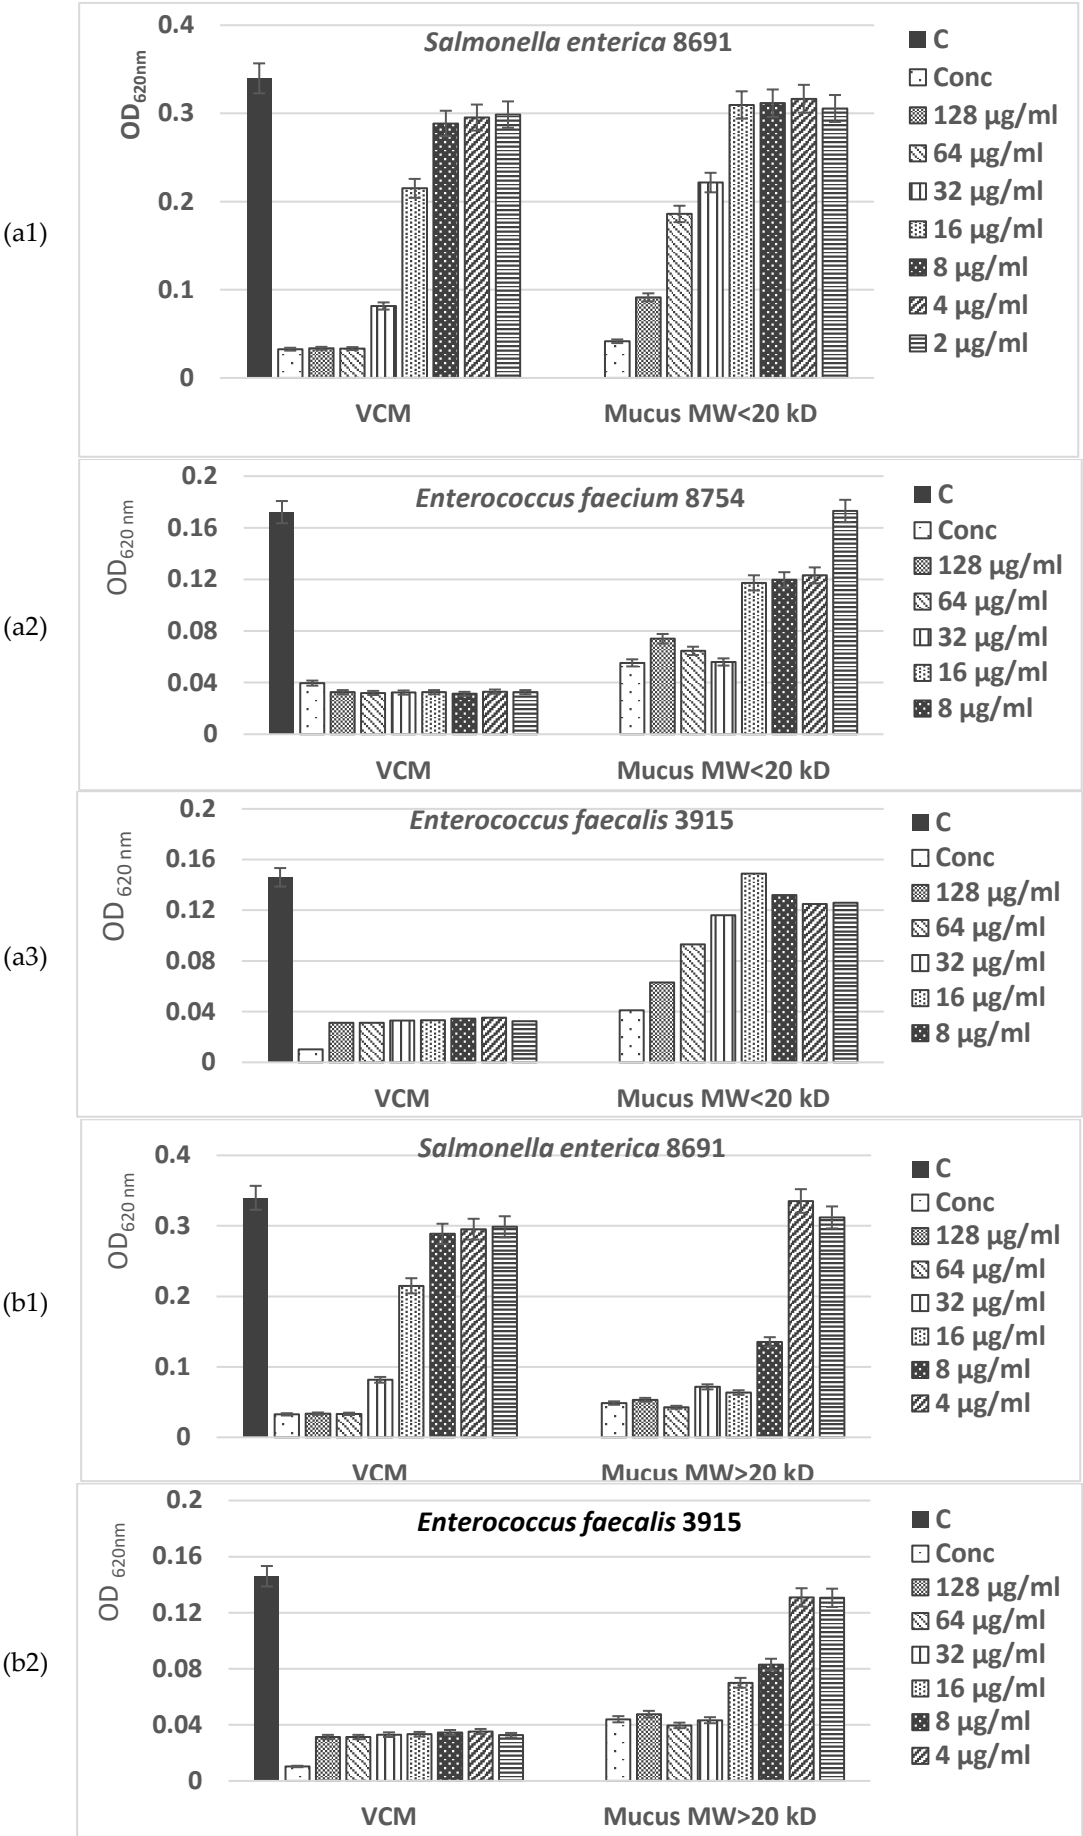 (a1)
OD620nm
0.4
0.3
0.2
0.1
0
Salmonella enterica 8691
VCM
Mucus MW<20 kD
C
Conc
128 µg/ml
64 µg/ml
32 µg/ml
16 µg/ml
8 µg/ml
4 µg/ml
2 µg/ml
(a2)
OD620 nm
0.2
0.16
0.12
0.08
0.04
0
Enterococcus faecium 8754
VCM
Mucus MW<20 kD
C
Conc
128 µg/ml
64 µg/ml
32 µg/ml
16 µg/ml
8 µg/ml
(a3)
OD 620 nm
0.2
0.16
0.12
0.08
0.04
0
Enterococcus faecalis 3915
VCM
Mucus MW<20 kD
C
Conc
128 µg/ml
64 µg/ml
32 µg/ml
16 µg/ml
8 µg/ml
(b1)
OD620 nm
0.4
0.3
0.2
0.1
0
Salmonella enterica 8691
VCM
Mucus MW>20 kD
C
Conc
128 µg/ml
64 µg/ml
32 µg/ml
16 µg/ml
8 µg/ml
4 µg/ml
(b2)
OD 620nm
0.2
0.16
0.12
0.08
0.04
0
Enterococcus faecalis 3915
VCM
Mucus MW>20 kD
C
Conc
128 µg/ml
64 µg/ml
32 µg/ml
16 µg/ml
8 µg/ml
4 µg/ml